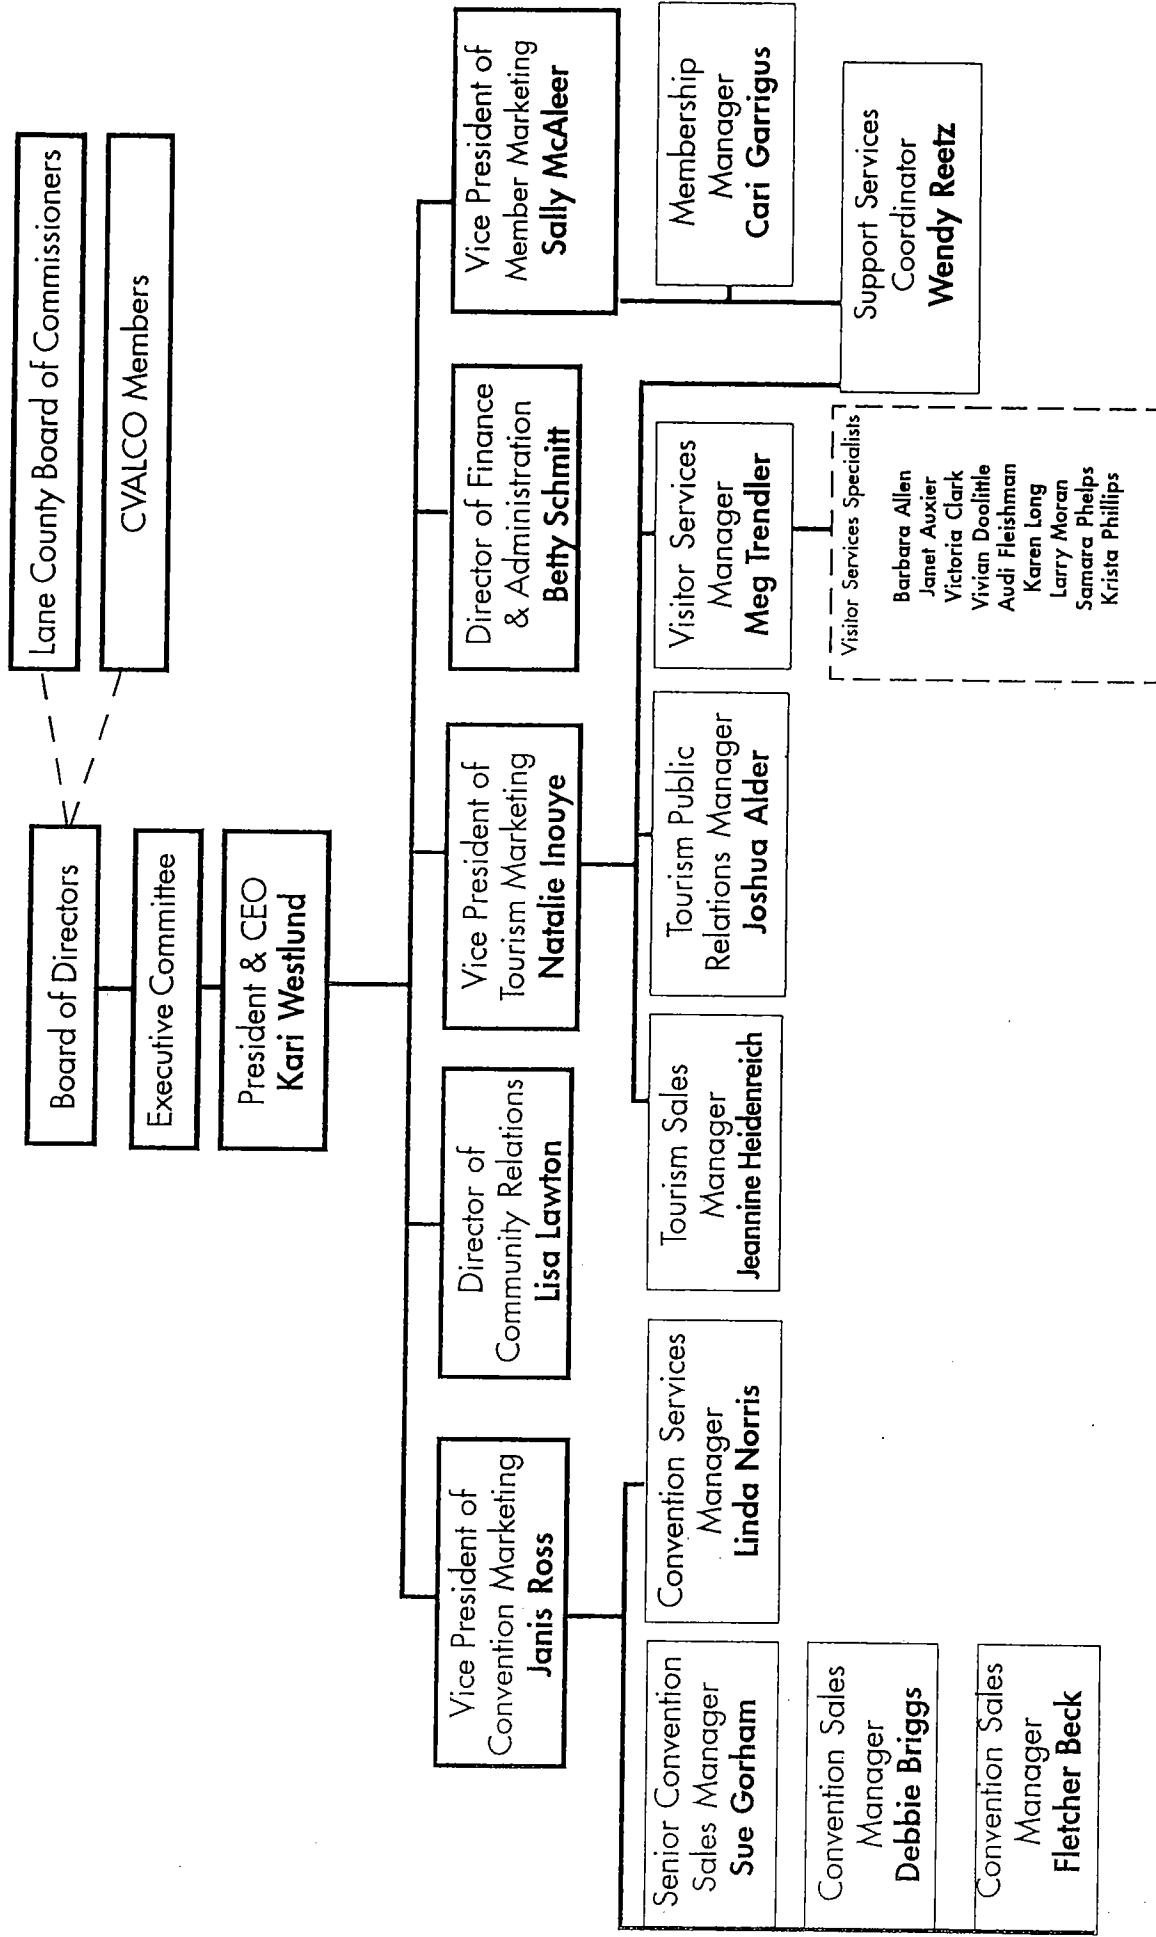 Lane County Board of Commissioners
CVALCO Members
Board of Directors
Executive Committee
President & CEO
Kari Westlund
Vice President of
Convention Marketing
Janis Ross
Director of
Community Relations
Lisa Lawton
Vice President of
Tourism Marketing
Natalie Inouye
Director of Finance
& Administration
Betty Schmitt
Vice President of
Member Marketing
Sally McAleer
Senior Convention
Sales Manager
Sue Gorham
Convention Services
Manager
Linda Norris
Tourism Sales
Manager
Jeannine Heidenreich
Tourism Public
Relations Manager
Joshua Alder
Visitor Services
Manager
Meg Trendler
Membership
Manager
Cari Garrigus
Convention Sales
Manager
Debbie Briggs
Convention Sales
Manager
Fletcher Beck
Visitor Services Specialists
Barbara Allen
Janet Auxier
Victoria Clark
Vivian Doolittle
Audi Fleishman
Karen Long
Larry Moran
Samara Phelps
Krista Phillips
Support Services
Coordinator
Wendy Reetz